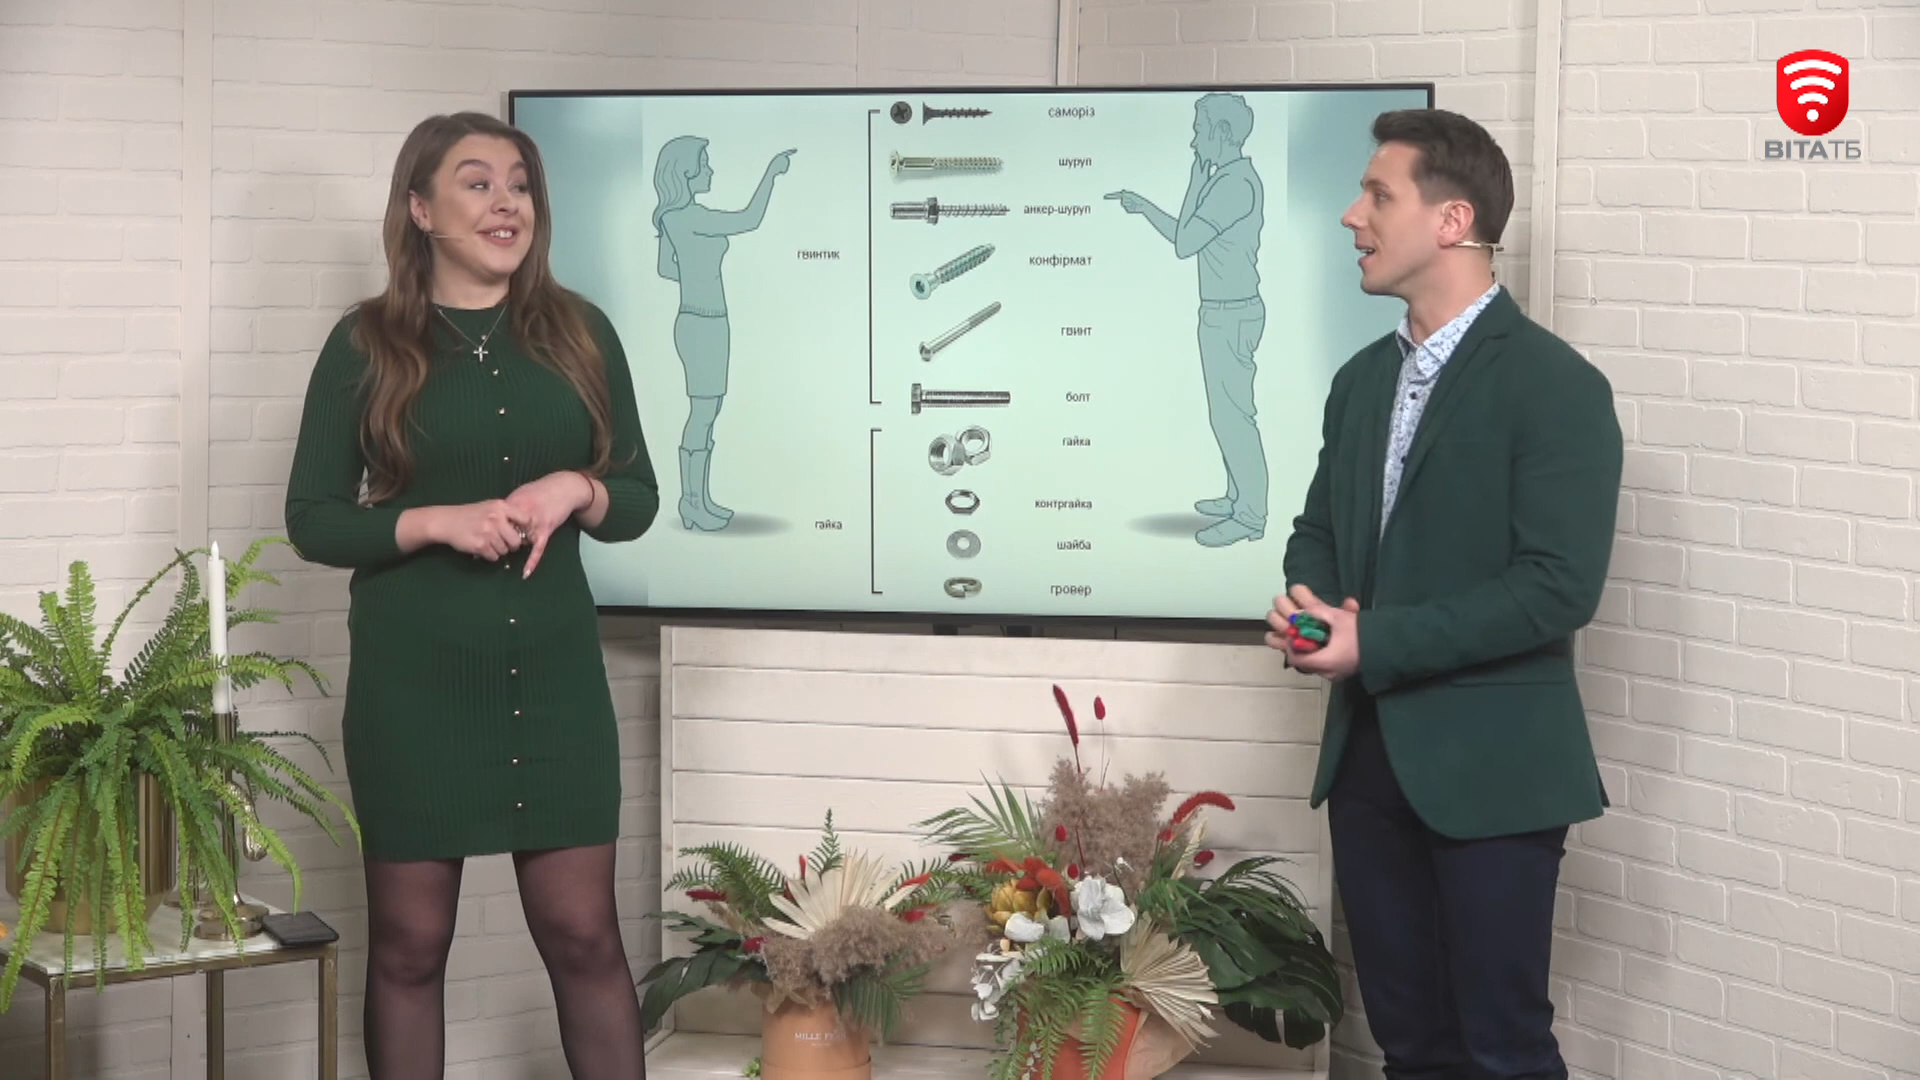 ВІТАТБ
саморіз
шуруп
анкер-шуруп
гвинтик
конфірмат
гвинт
болт
гайка
контргайка
гайка
шайба
гровер